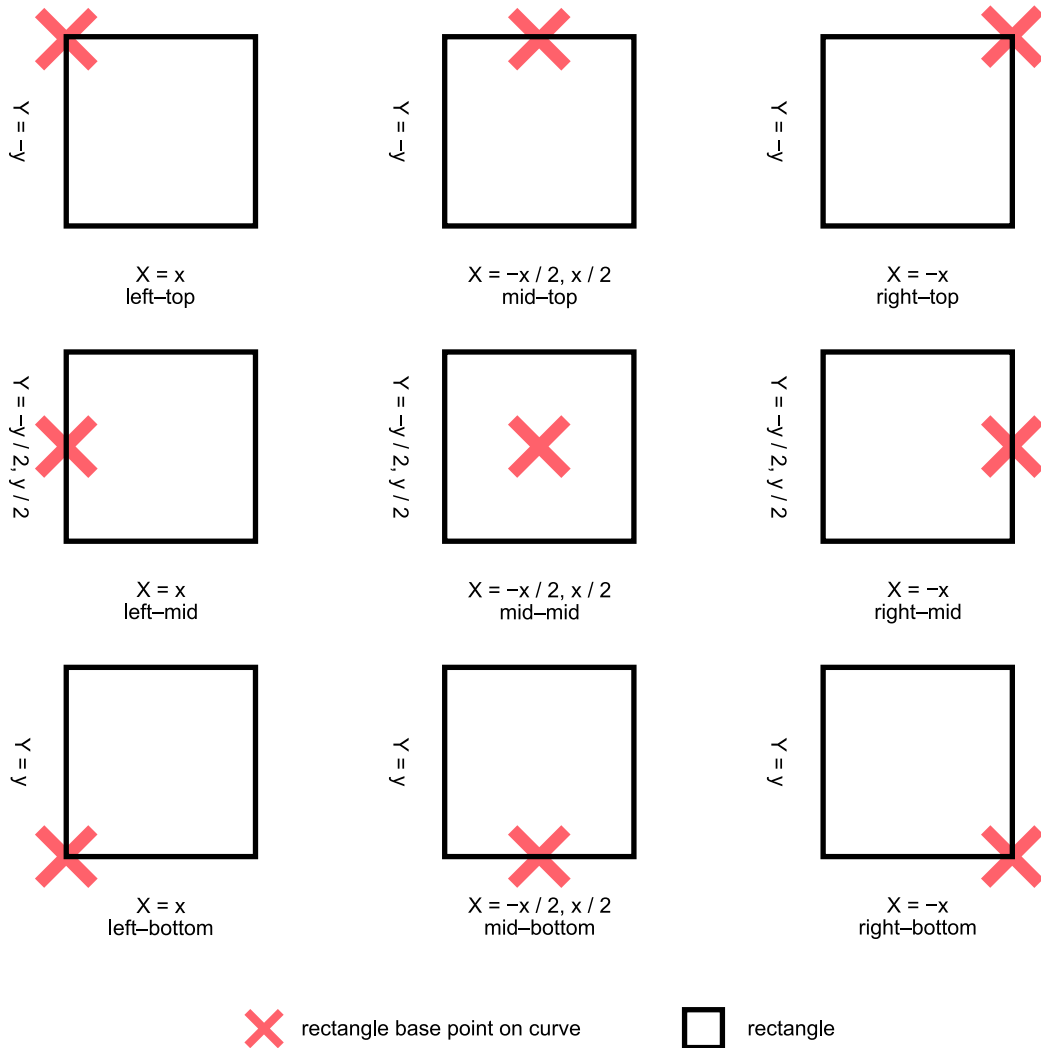 Y = −y
Y = −y
Y = −y
X = x
left–top
X = −x / 2, x / 2
mid–top
X = −x
right–top
Y = −y / 2, y / 2
Y = −y / 2, y / 2
Y = −y / 2, y / 2
X = x
left–mid
X = −x / 2, x / 2
mid–mid
X = −x
right–mid
Y = y
Y = y
Y = y
X = x
left–bottom
X = −x / 2, x / 2
mid–bottom
X = −x
right–bottom
rectangle base point on curve
rectangle